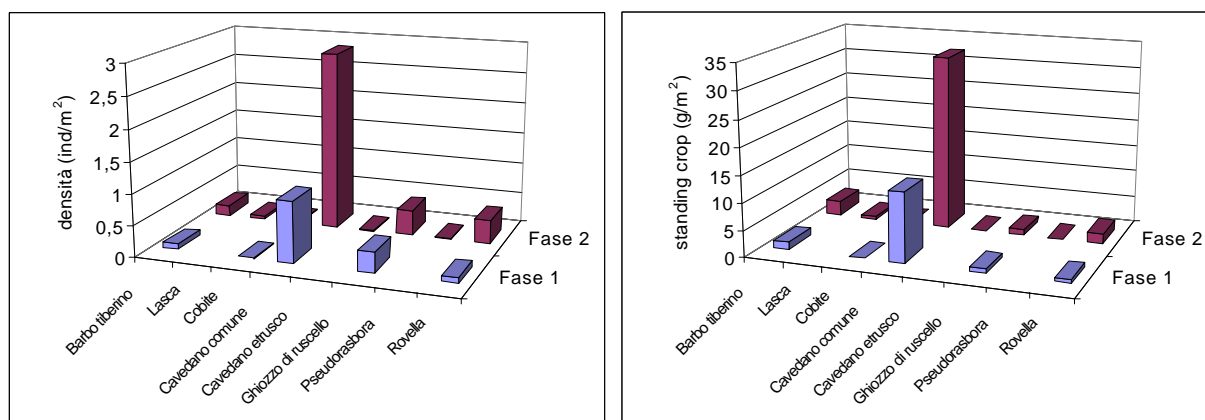 densità (ind/m²)
3
2,5
2
1,5
1
0,5
0
Barbo tiberino
Lasca
Cobite
Cavedano comune
Cavedano etrusco
Ghiozzo di ruscello
Pseudorasbora
Rovella
Fase 1
Fase 2
standing crop (g/m²)
35
30
25
20
15
10
5
0
Barbo tiberino
Lasca
Cobite
Cavedano comune
Cavedano etrusco
Ghiozzo di ruscello
Pseudorasbora
Rovella
Fase 1
Fase 2